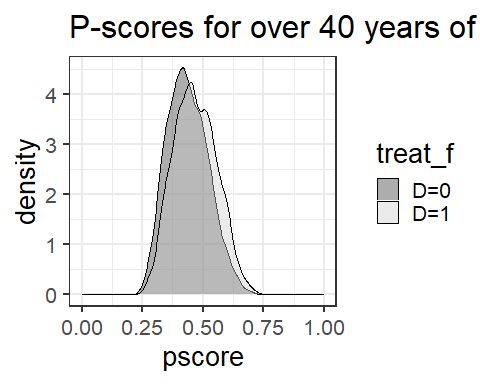 P-scores for over 40 years of
density
4
3
2
1
0
0.00 0.25 0.50 0.75 1.00
pscore
treat_f
D=0
D=1